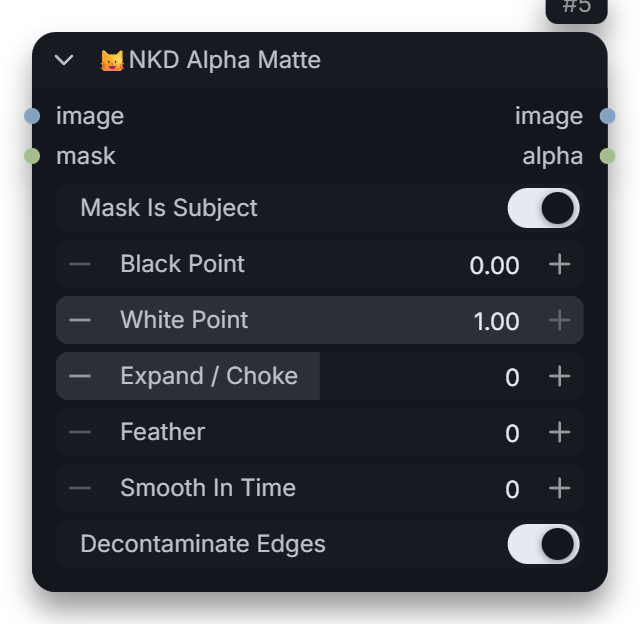 #5
NKD Alpha Matte
image image
mask alpha
Mask Is Subject
Black Point 0.00
White Point 1.00
Expand / Choke 0
Feather 0
Smooth In Time 0
Decontaminate Edges